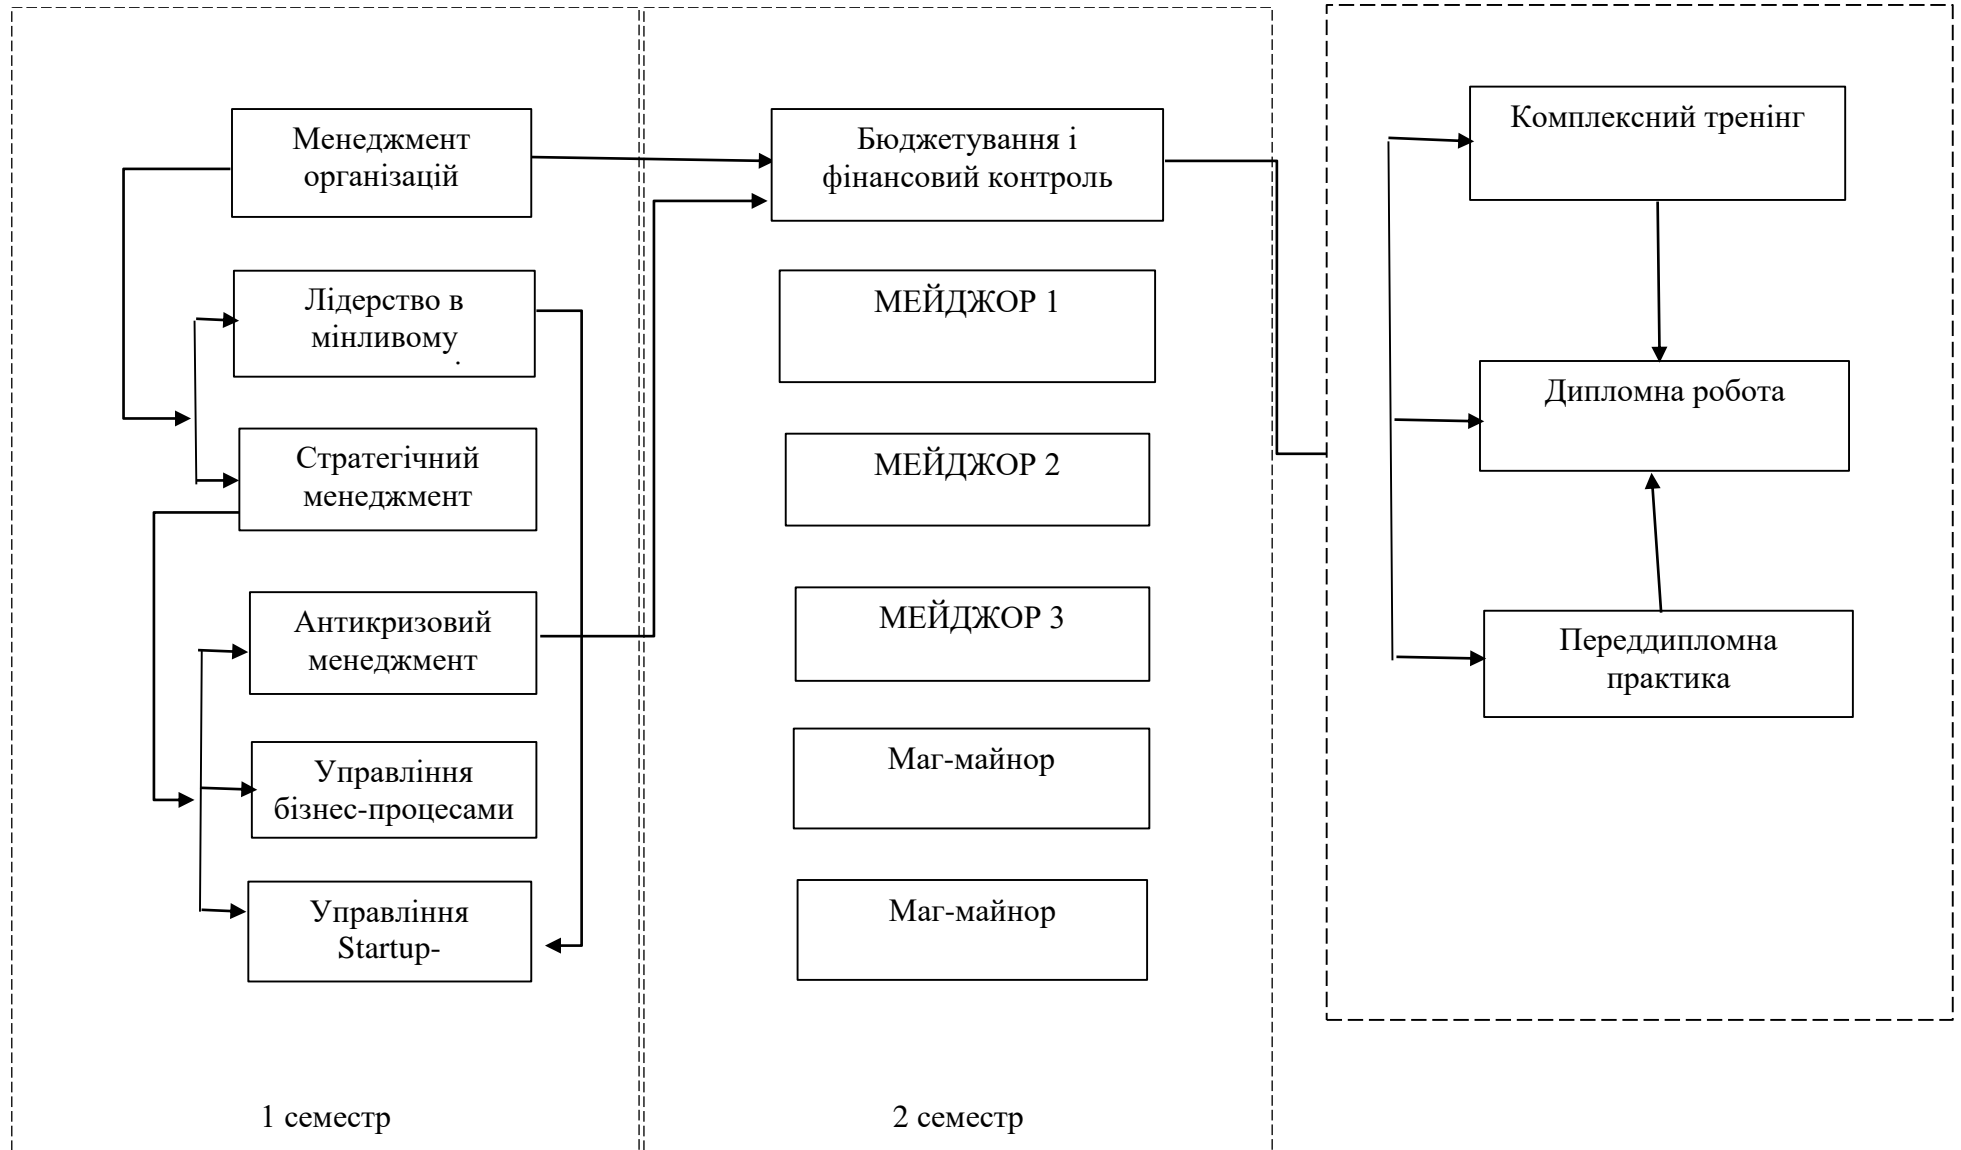 Менеджмент
організацій
Лідерство в
мінливому
Стратегічний
менеджмент
Антикризовий
менеджмент
Управління
бізнес-процесами
Управління
Startup-
1 семестр
Бюджетування і
фінансовий контроль
МЕЙДЖОР 1
МЕЙДЖОР 2
МЕЙДЖОР 3
Маг-майнор
Маг-майнор
2 семестр
Комплексний тренінг
Дипломна робота
Переддипломна
практика